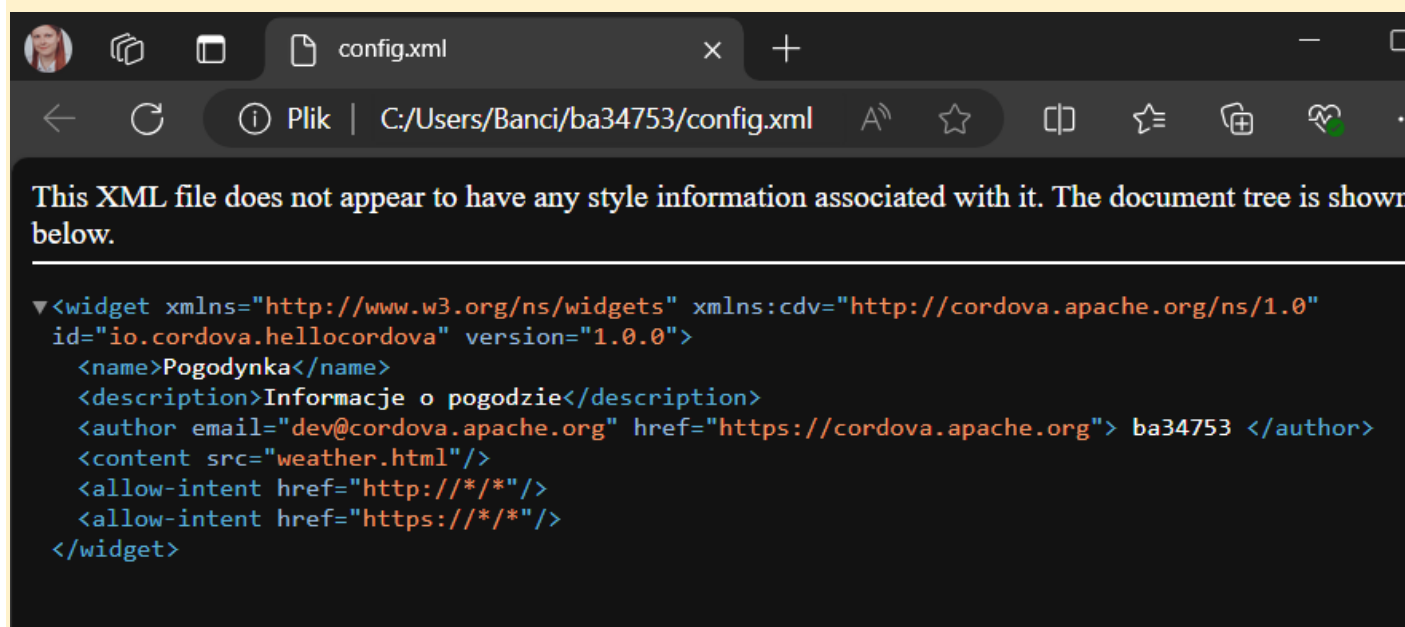 config.xml
Plik | C:/Users/Banci/ba34753/config.xml
This XML file does not appear to have any style information associated with it. The document tree is shown
below.
▼<widget xmlns="http://www.w3.org/ns/widgets" xmlns:cdv="http://cordova.apache.org/ns/1.0"
id="io.cordova.hellocordova" version="1.0.0">
<name>Pogodynka</name>
<description>Informacje o pogodzie</description>
<author email="dev@cordova.apache.org" href="https://cordova.apache.org"> ba34753 </author>
<content src="weather.html"/>
<allow-intent href="http://*/*"/>
<allow-intent href="https://*/*"/>
</widget>